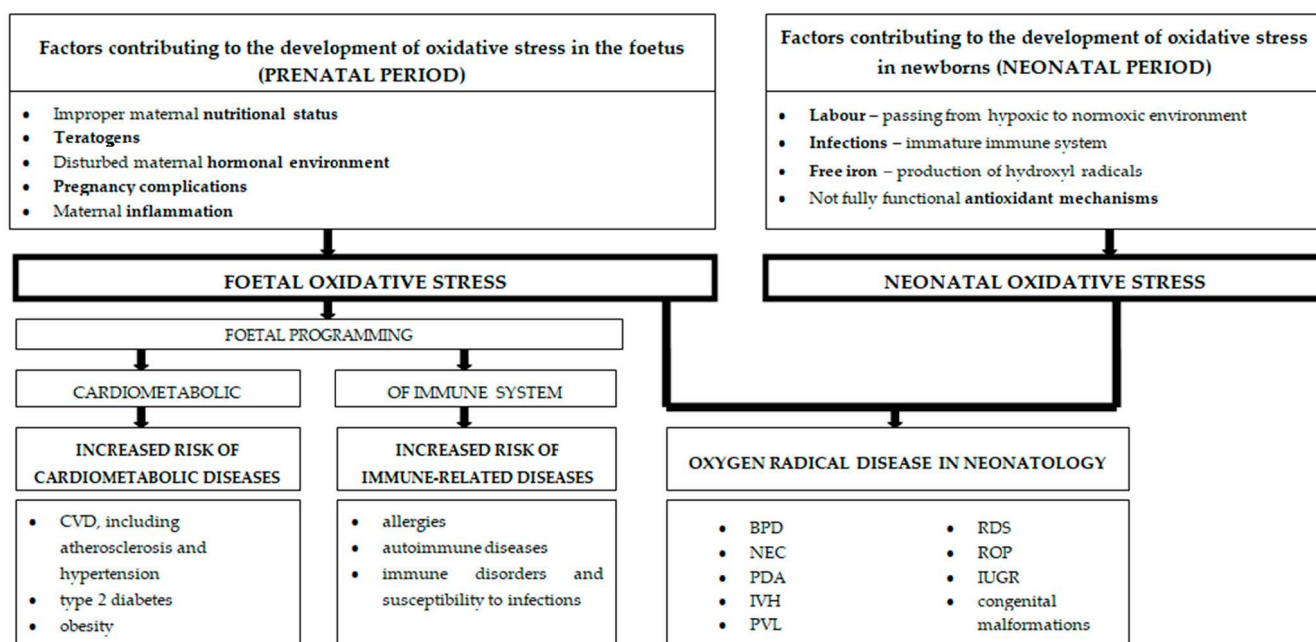 Factors contributing to the development of oxidative stress in the foetus
(PRENATAL PERIOD)
• Improper maternal nutritional status
• Teratogens
• Disturbed maternal hormonal environment
• Pregnancy complications
• Maternal inflammation
Factors contributing to the development of oxidative stress
in newborns (NEONATAL PERIOD)
• Labour – passing from hypoxic to normoxic environment
• Infections – immature immune system
• Free iron – production of hydroxyl radicals
• Not fully functional antioxidant mechanisms
FOETAL OXIDATIVE STRESS
NEONATAL OXIDATIVE STRESS
FOETAL PROGRAMMING
CARDIOMETABOLIC
OF IMMUNE SYSTEM
INCREASED RISK OF
CARDIOMETABOLIC DISEASES
• CVD, including
atherosclerosis and
hypertension
• type 2 diabetes
• obesity
INCREASED RISK OF
IMMUNE-RELATED DISEASES
• allergies
• autoimmune diseases
• immune disorders and
susceptibility to infections
OXYGEN RADICAL DISEASE IN NEONATOLOGY
• BPD
• NEC
• PDA
• IVH
• PVL
• RDS
• ROP
• IUGR
• congenital
malformations